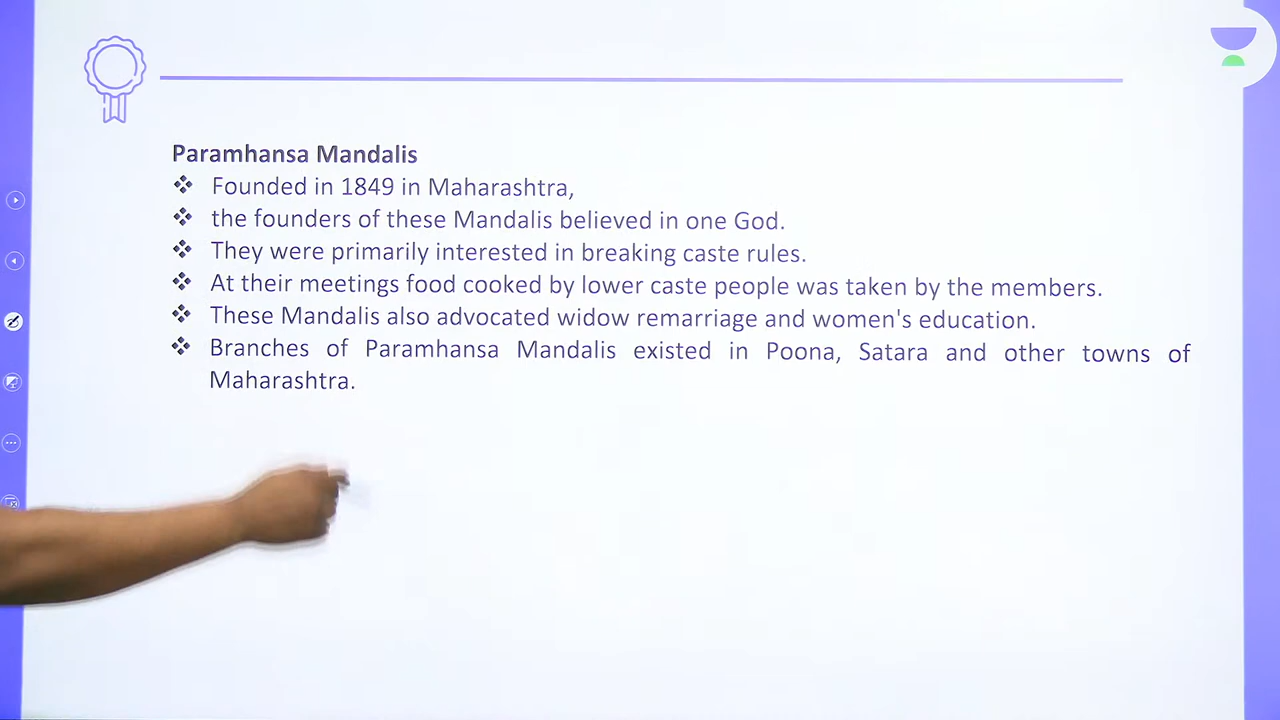 Paramhansa Mandalis
❖ Founded in 1849 in Maharashtra,
❖ the founders of these Mandalis believed in one God.
❖ They were primarily interested in breaking caste rules.
❖ At their meetings food cooked by lower caste people was taken by the members.
❖ These Mandalis also advocated widow remarriage and women's education.
❖ Branches of Paramhansa Mandalis existed in Poona, Satara and other towns of
Maharashtra.